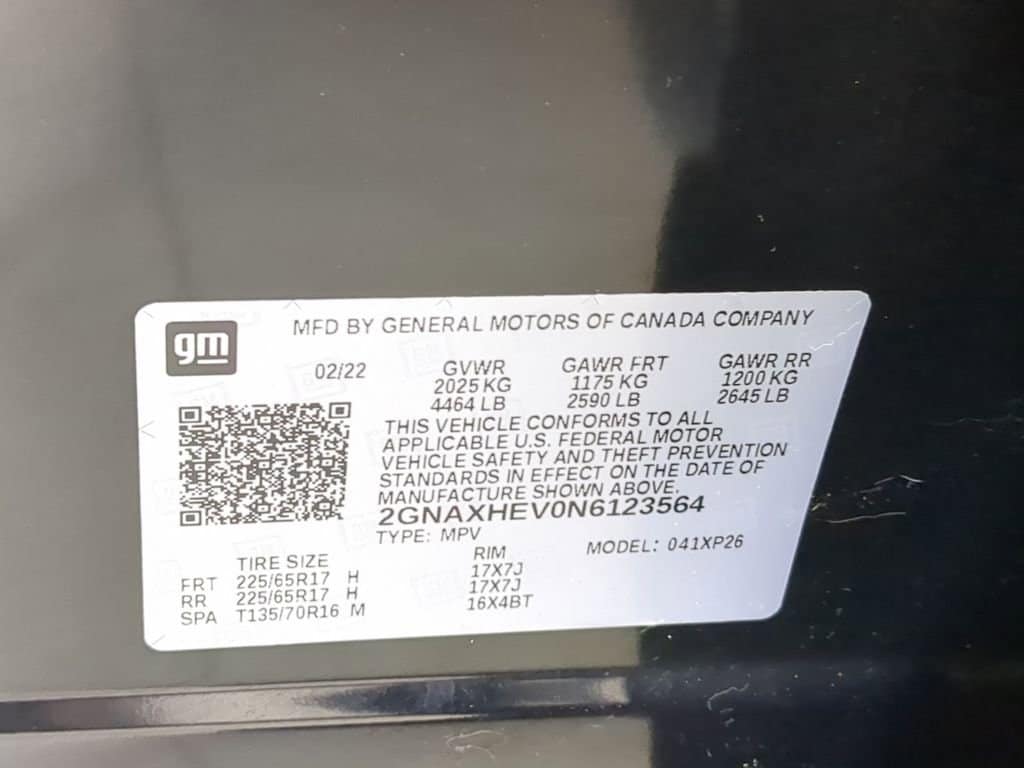 gm
MFD BY GENERAL MOTORS OF CANADA COMPANY
02/22 GVWR GAWR FRT GAWR RR
2025 KG 1175 KG 1200 KG
4464 LB 2590 LB 2645 LB
THIS VEHICLE CONFORMS TO ALL
APPLICABLE U.S. FEDERAL MOTOR
VEHICLE SAFETY AND THEFT PREVENTION
STANDARDS IN EFFECT ON THE DATE OF
MANUFACTURE SHOWN ABOVE.
2GNAXHEV0N6123564
TYPE: MPV MODEL: 041XP26
TIRE SIZE RIM
FRT 225/65R17 H 17X7J
RR 225/65R17 H 17X7J
SPA T135/70R16 M 16X4BT